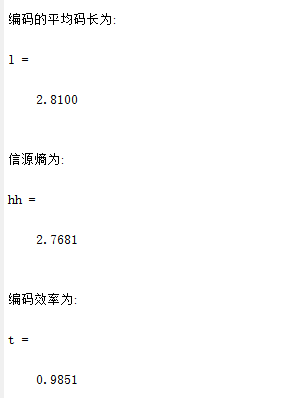 编码的平均码长为:
l =
2.8100
信源熵为:
hh =
2.7681
编码效率为:
t =
0.9851